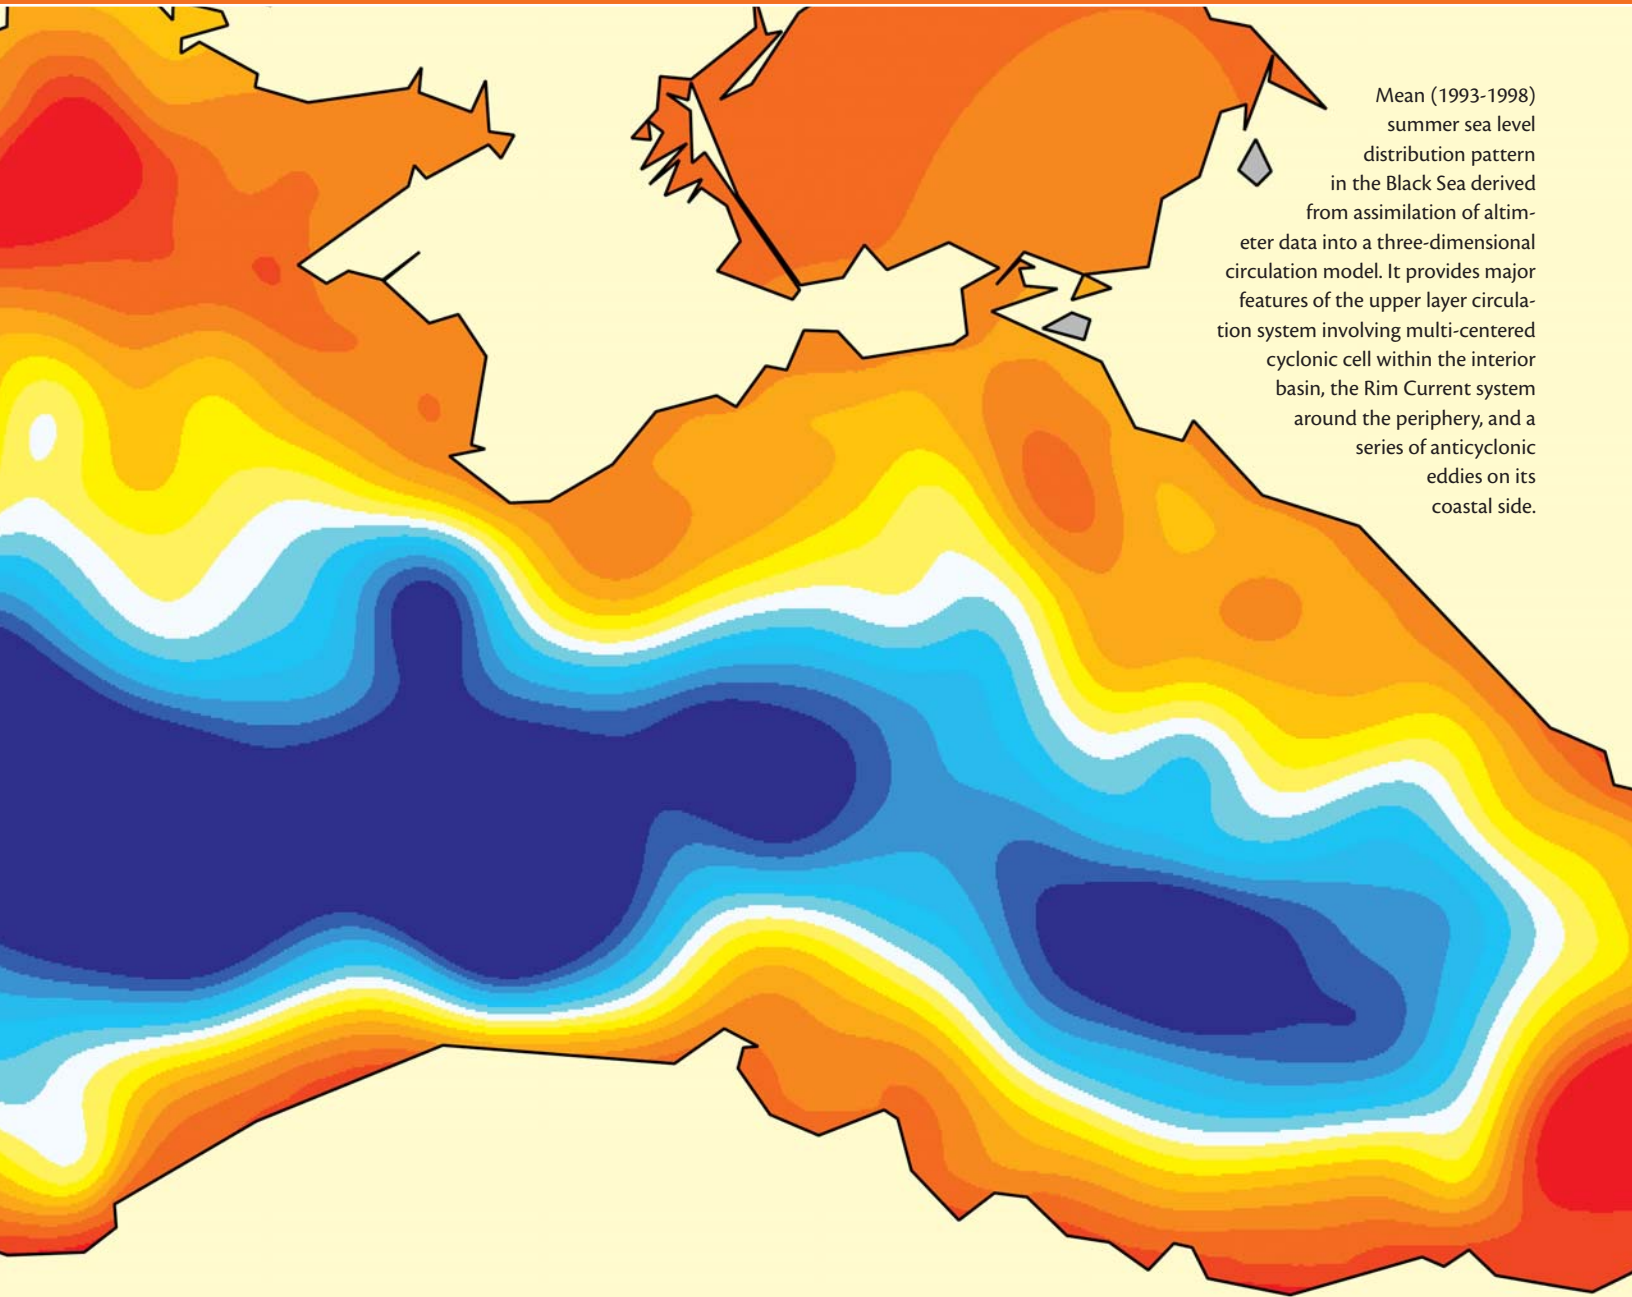 Mean (1993-1998)
summer sea level
distribution pattern
in the Black Sea derived
from assimilation of altim-
eter data into a three-dimensional
circulation model. It provides major
features of the upper layer circula-
tion system involving multi-centered
cyclonic cell within the interior
basin, the Rim Current system
around the periphery, and a
series of anticyclonic
eddies on its
coastal side.